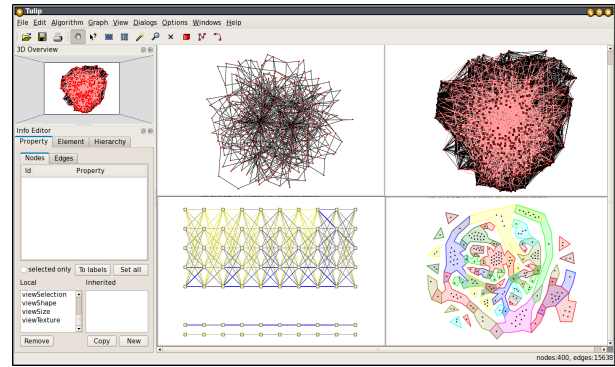 Tulip
File Edit Algorithm Graph View Dialogs Options Windows Help
3D Overview
Info Editor
Property Element Hierarchy
Nodes Edges
Id Property
selected only To labels Set all
Local Inherited
viewSelection
viewShape
viewSize
viewTexture
Remove Copy New
nodes:400, edges:15638